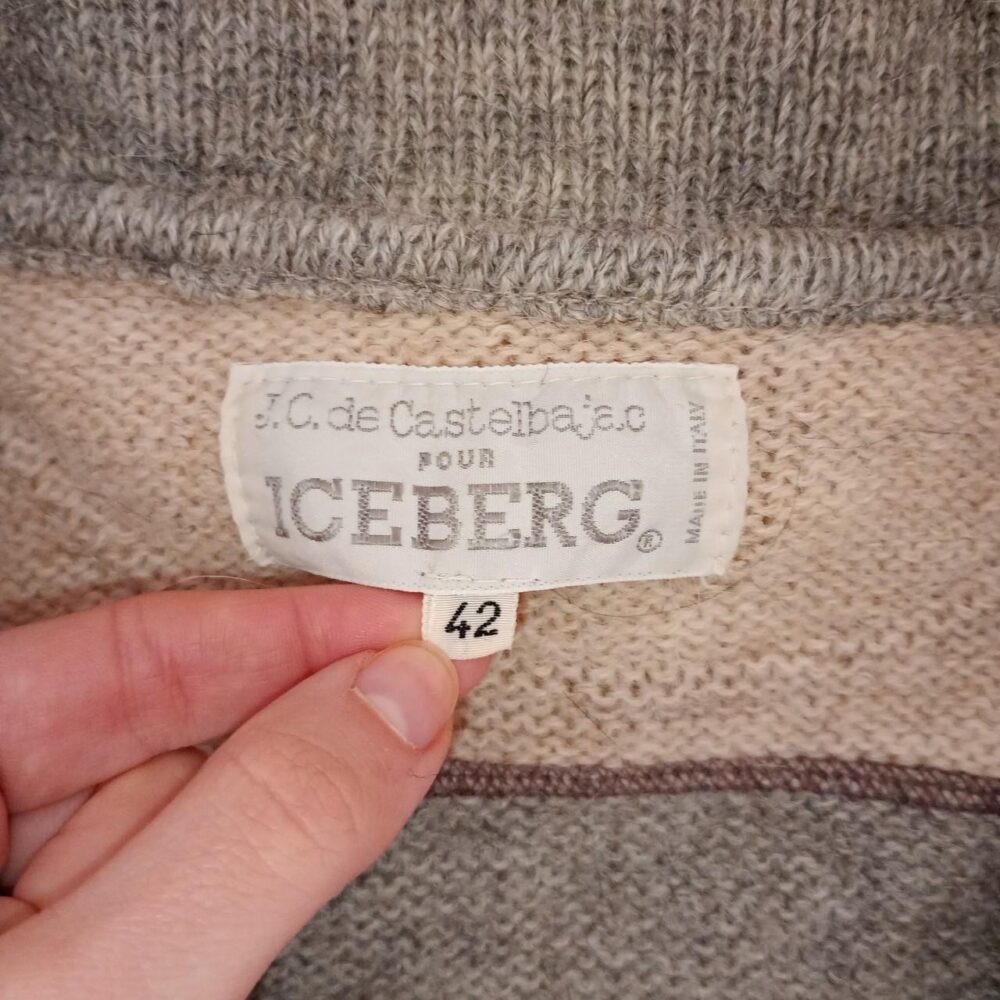 J.C. de Castelbajac
POUR
ICEBERG®
MADE IN ITALY
42